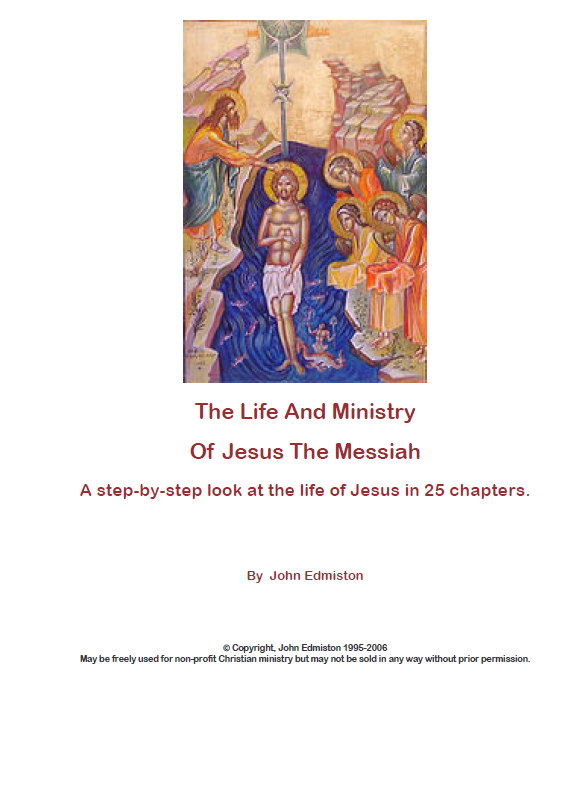 The Life And Ministry
Of Jesus The Messiah
A step-by-step look at the life of Jesus in 25 chapters.
By John Edmiston
© Copyright, John Edmiston 1995-2006
May be freely used for non-profit Christian ministry but may not be sold in any way without prior permission.